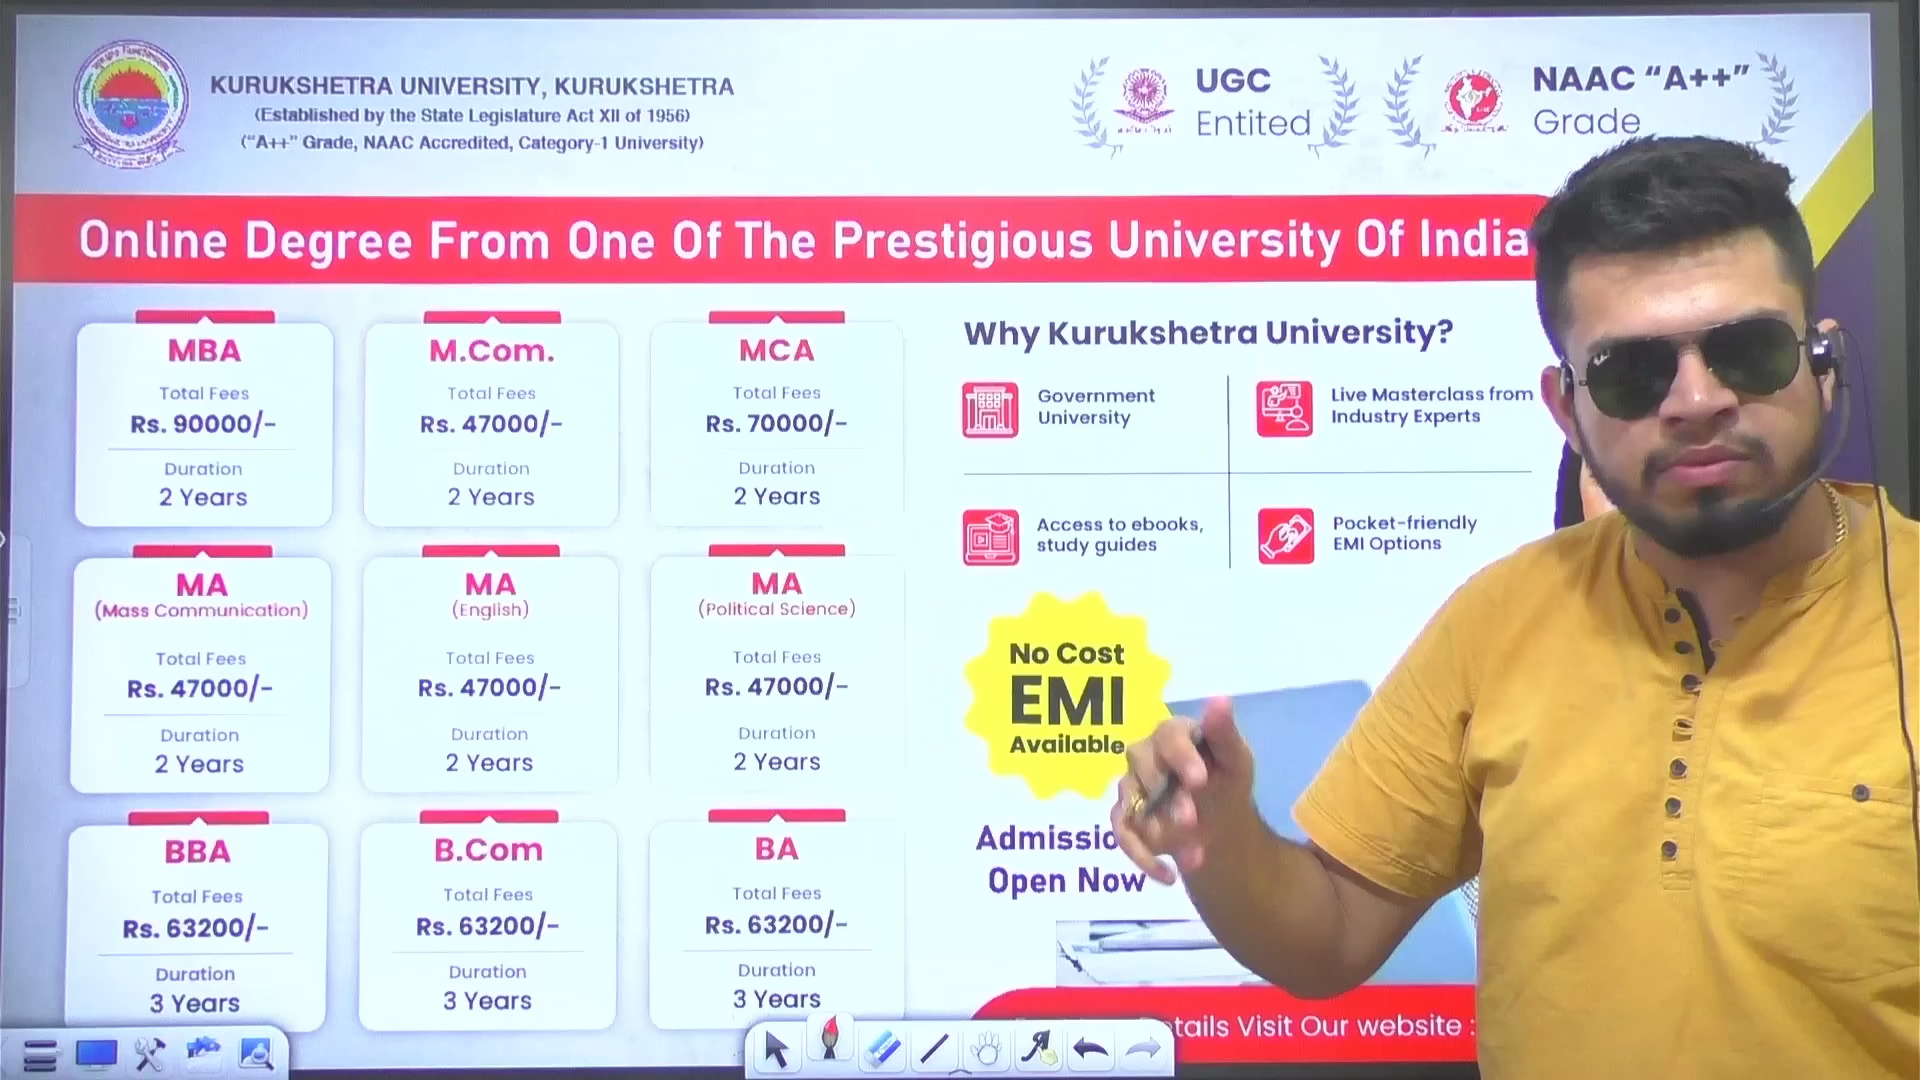 KURUKSHETRA UNIVERSITY, KURUKSHETRA
(Established by the State Legislature Act XII of 1956)
("A++" Grade, NAAC Accredited, Category-1 University)
UGC
Entited
NAAC “A++”
Grade
Online Degree From One Of The Prestigious University Of India
MBA
Total Fees
Rs. 90000/-
Duration
2 Years
M.Com.
Total Fees
Rs. 47000/-
Duration
2 Years
MCA
Total Fees
Rs. 70000/-
Duration
2 Years
MA
(Mass Communication)
Total Fees
Rs. 47000/-
Duration
2 Years
MA
(English)
Total Fees
Rs. 47000/-
Duration
2 Years
MA
(Political Science)
Total Fees
Rs. 47000/-
Duration
2 Years
BBA
Total Fees
Rs. 63200/-
Duration
3 Years
B.Com
Total Fees
Rs. 63200/-
Duration
3 Years
BA
Total Fees
Rs. 63200/-
Duration
3 Years
Why Kurukshetra University?
Government
University
Live Masterclass from
Industry Experts
Access to ebooks,
study guides
Pocket-friendly
EMI Options
No Cost
EMI
Available
Admissio
Open Now
tails Visit Our website :